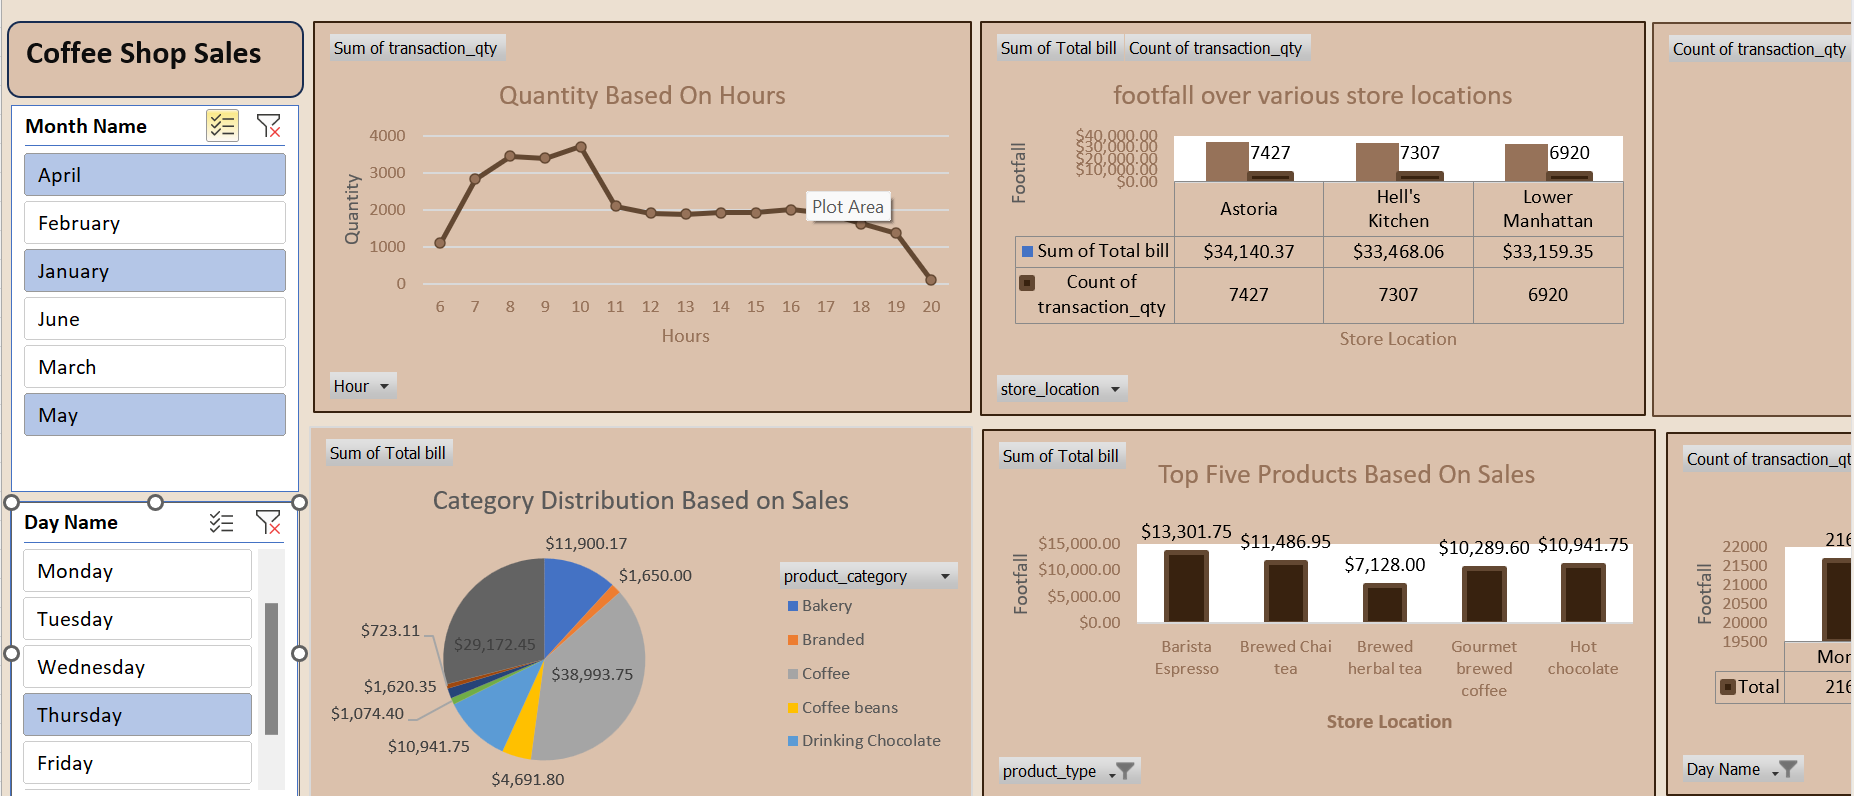 Coffee Shop Sales
Month Name
April
February
January
June
March
May
Day Name
Monday
Tuesday
Wednesday
Thursday
Friday
Sum of transaction_qty
Quantity Based On Hours
Quantity
4000
3000
2000
1000
0
6 7 8 9 10 11 12 13 14 15 16 17 18 19 20
Hours
Plot Area
Hour
Sum of Total bill Count of transaction_qty
footfall over various store locations
Footfall
$40,000.00
$30,000.00
$20,000.00
$10,000.00
$0.00
7427 7307 6920
Astoria
Hell's
Kitchen
Lower
Manhattan
Sum of Total bill $34,140.37 $33,468.06 $33,159.35
Count of
transaction_qty
7427 7307 6920
Store Location
store_location
Count of transaction_qty
Sum of Total bill
Category Distribution Based on Sales
$11,900.17
$1,650.00
$38,993.75
$4,691.80
$10,941.75
$1,074.40
$1,620.35
$723.11
$29,172.45
product_category
Bakery
Branded
Coffee
Coffee beans
Drinking Chocolate
Sum of Total bill
Top Five Products Based On Sales
Footfall
$15,000.00
$10,000.00
$5,000.00
$0.00
$13,301.75 $11,486.95 $7,128.00 $10,289.60 $10,941.75
Barista
Espresso
Brewed Chai
tea
Brewed
herbal tea
Gourmet
brewed
coffee
Hot
chocolate
Store Location
product_type
Count of transaction_qt
Footfall
22000
21500
21000
20500
20000
19500
216
Mor
Total 216
Day Name